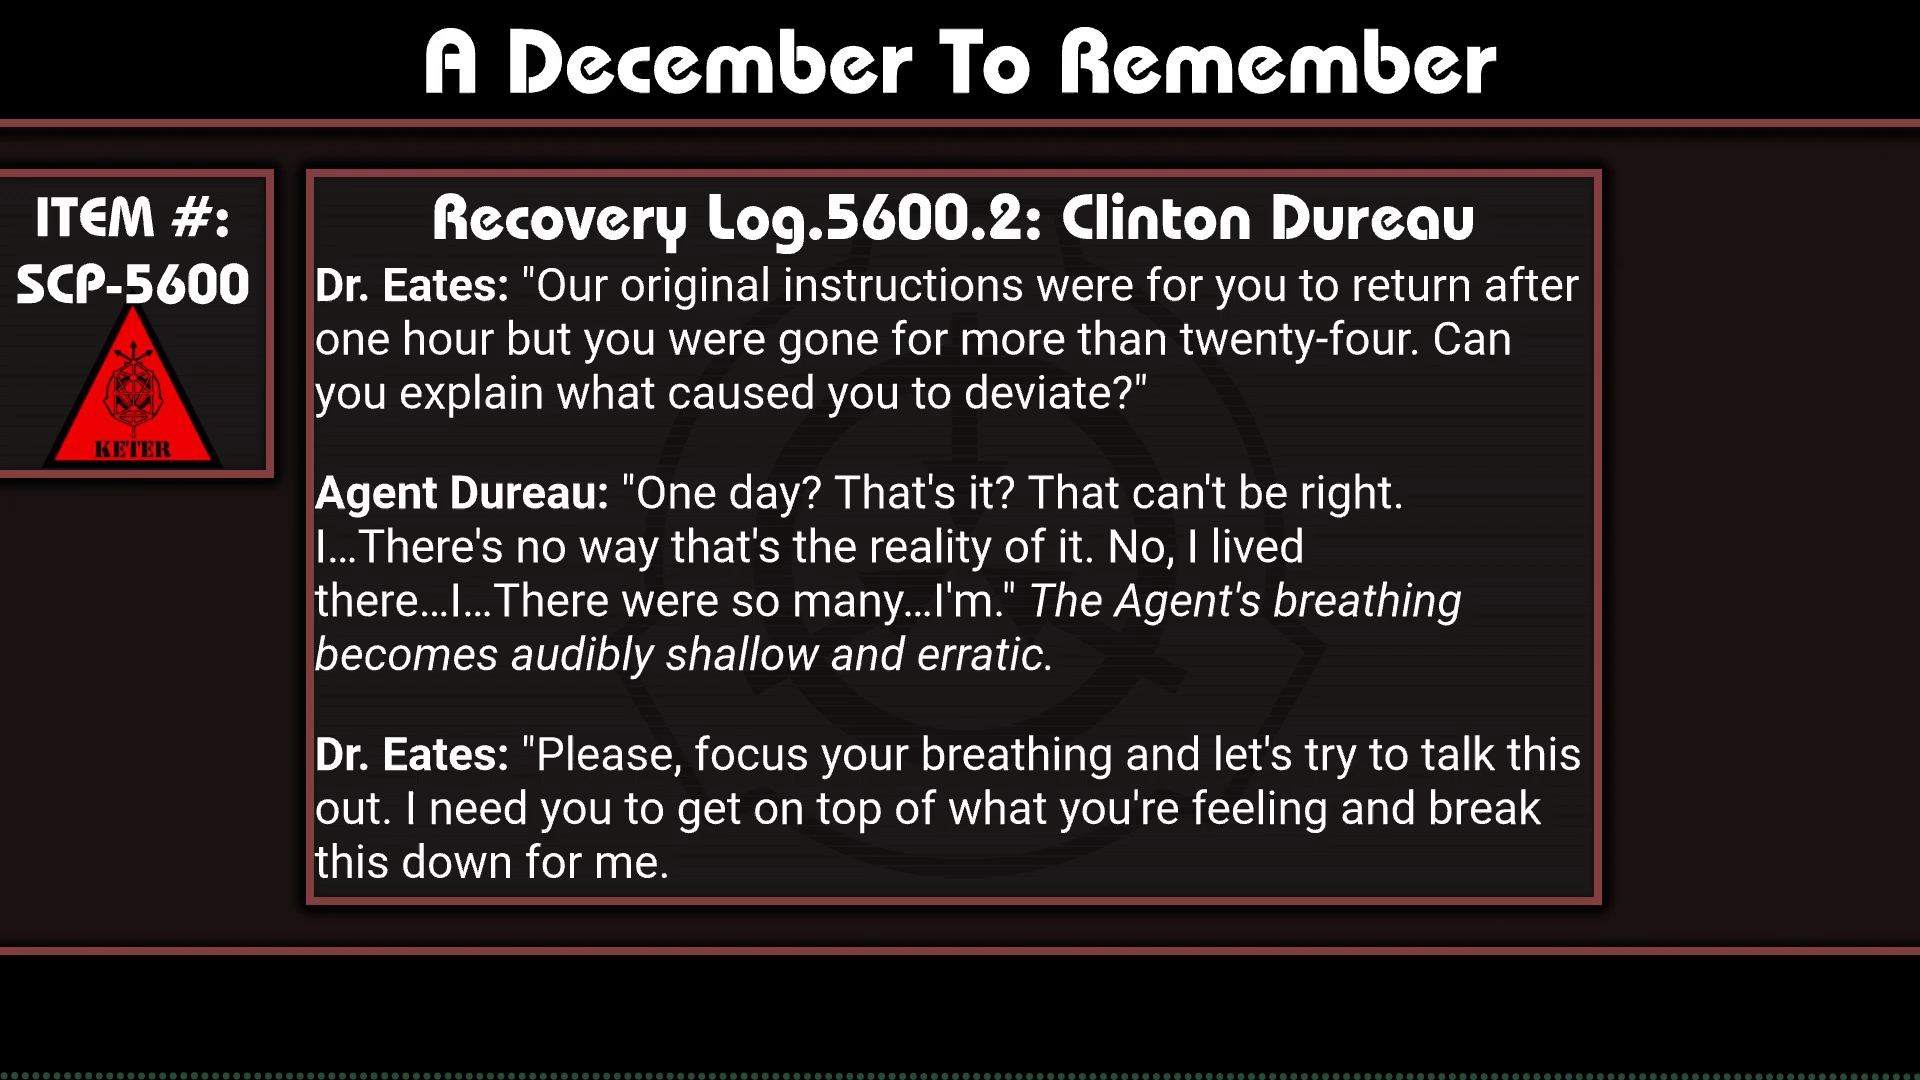 A December To Remember
ITEM #:
SCP-5600
KETER
Recovery Log.5600.2: Clinton Dureau
Dr. Eates: "Our original instructions were for you to return after
one hour but you were gone for more than twenty-four. Can
you explain what caused you to deviate?"
Agent Dureau: "One day? That's it? That can't be right.
I...There's no way that's the reality of it. No, I lived
there...I...There were so many...I'm." The Agent's breathing
becomes audibly shallow and erratic.
Dr. Eates: "Please, focus your breathing and let's try to talk this
out. I need you to get on top of what you're feeling and break
this down for me.